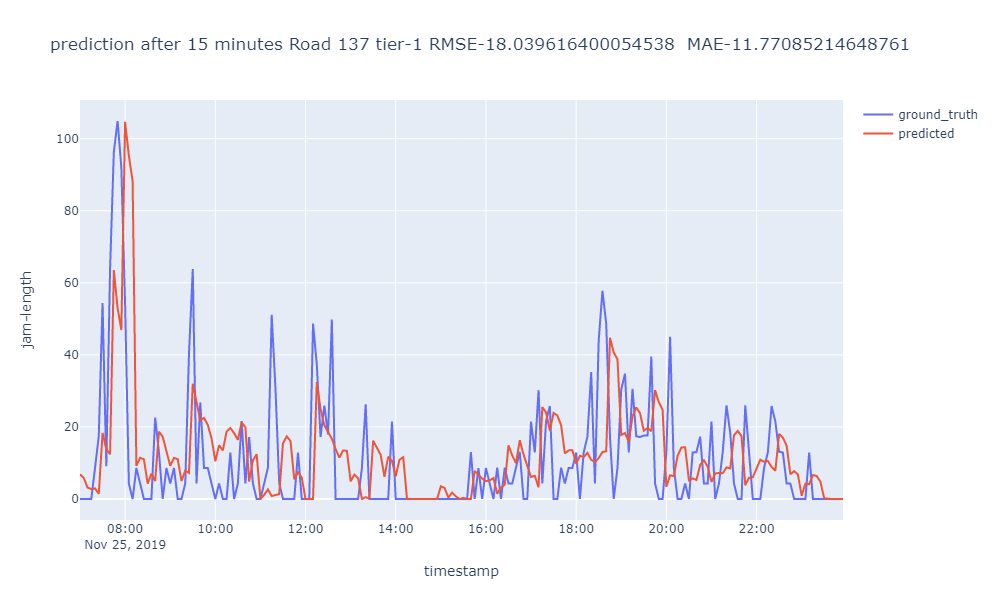 prediction after 15 minutes Road 137 tier-1 RMSE-18.039616400054538  MAE-11.77085214648761
ground_truth
predicted
100
80
60
40
20
0
jam-length
08:00 10:00 12:00 14:00 16:00 18:00 20:00 22:00
Nov 25, 2019
timestamp